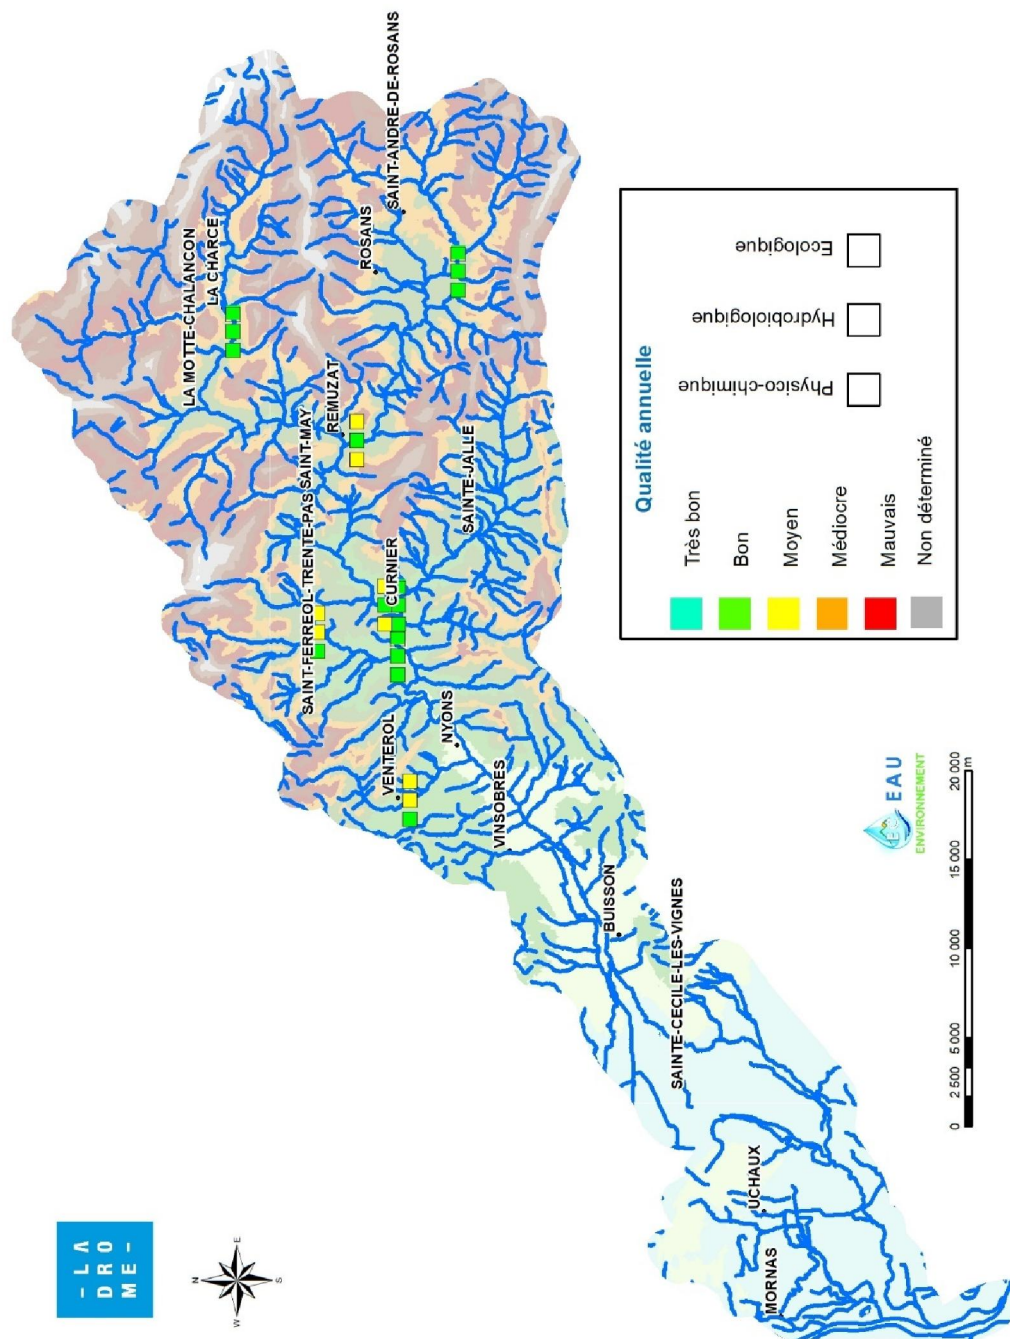 - LA
DRO
ME -
N
W
E
S
SAINT-ANDRE-DE-ROSANS
ROSANS
LA MOTTE-CHALANCON
LA CHARCE
REMUZAT
SAINT-FERREOL-TRENTE-PAS
SAINT-MAY
SAINTE-JALLE
CURNIER
VENTEROL
NYONS
VINSOBRES
BUISSON
SAINTE-CECILE-LES-VIGNES
UCHAUX
MORNAS
Qualité annuelle
Très bon
Bon
Moyen
Médiocre
Mauvais
Non déterminé
Physico-chimique
Hydrobiologique
Ecologique
EAU
ENVIRONNEMENT
0 2 500 5 000 10 000 15 000 20 000
m